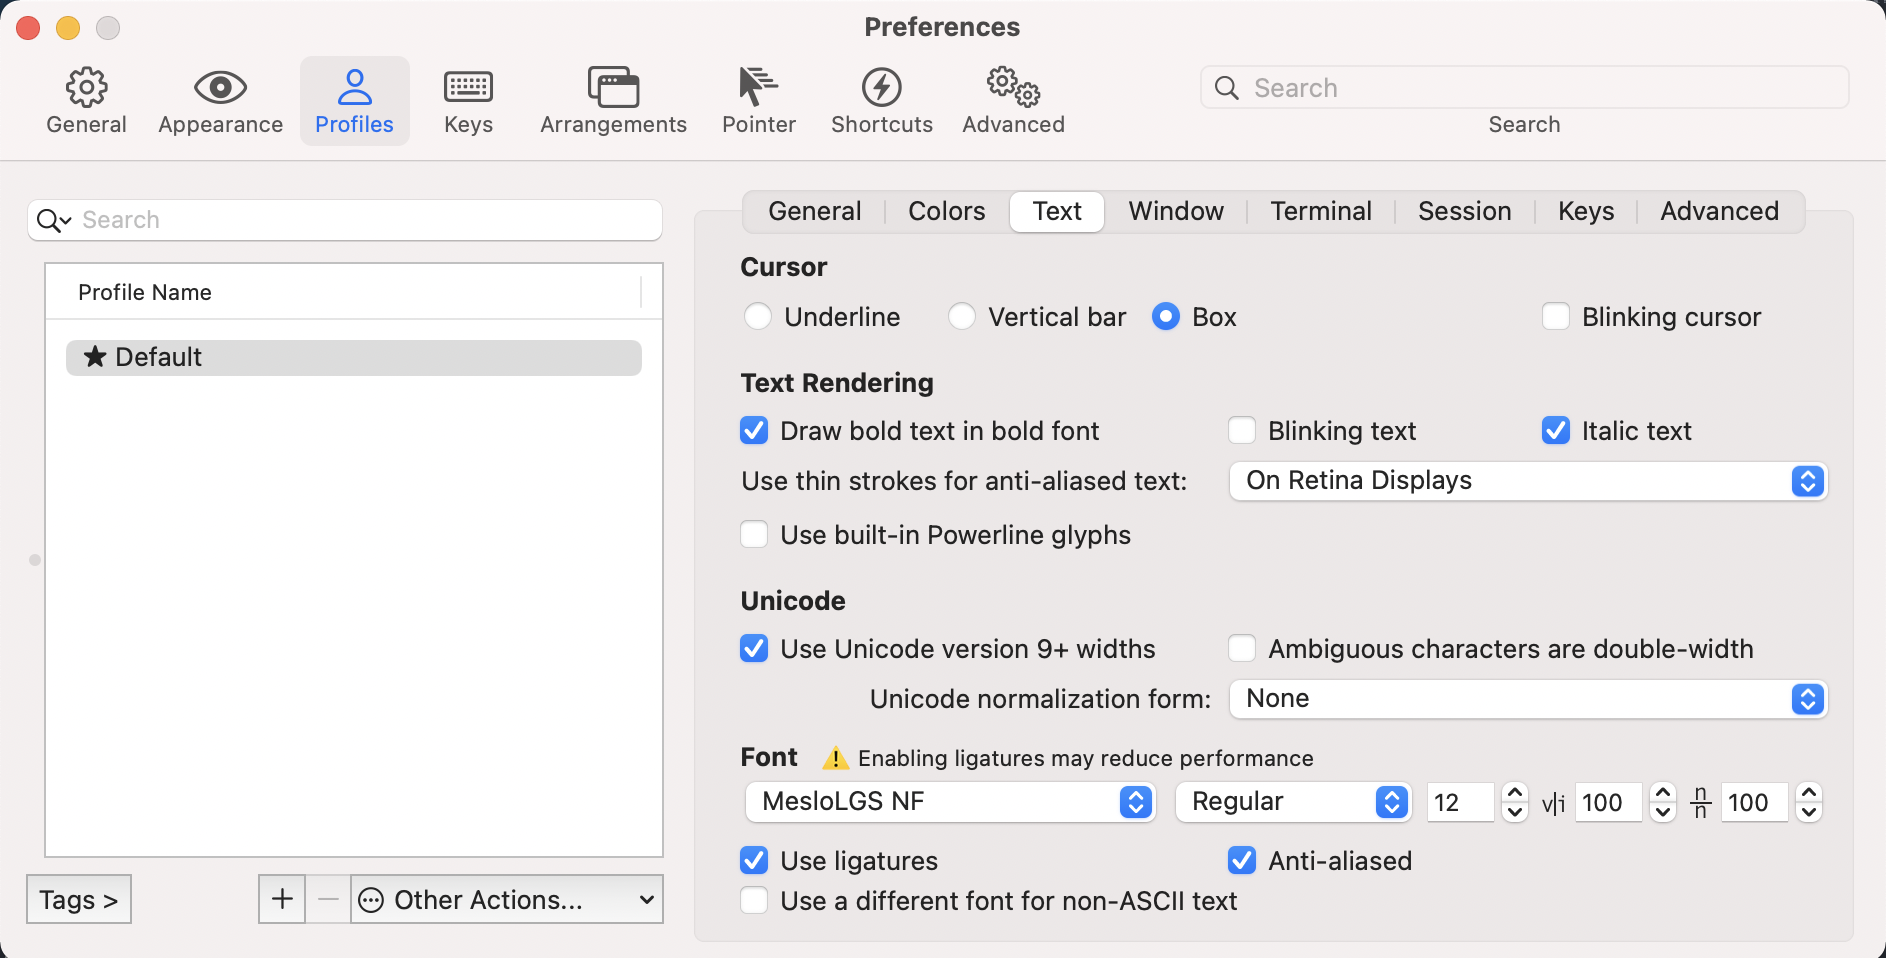 Preferences
General Appearance Profiles Keys Arrangements Pointer Shortcuts Advanced Search
Search
Search
Profile Name
★ Default
Tags >
+ − Other Actions...
General Colors Text Window Terminal Session Keys Advanced
Cursor
Underline Vertical bar Box Blinking cursor
Text Rendering
Draw bold text in bold font Blinking text Italic text
Use thin strokes for anti-aliased text: On Retina Displays
Use built-in Powerline glyphs
Unicode
Use Unicode version 9+ widths Ambiguous characters are double-width
Unicode normalization form: None
Font Enabling ligatures may reduce performance
MesloLGS NF Regular 12 v|i 100 n/n 100
Use ligatures Anti-aliased
Use a different font for non-ASCII text